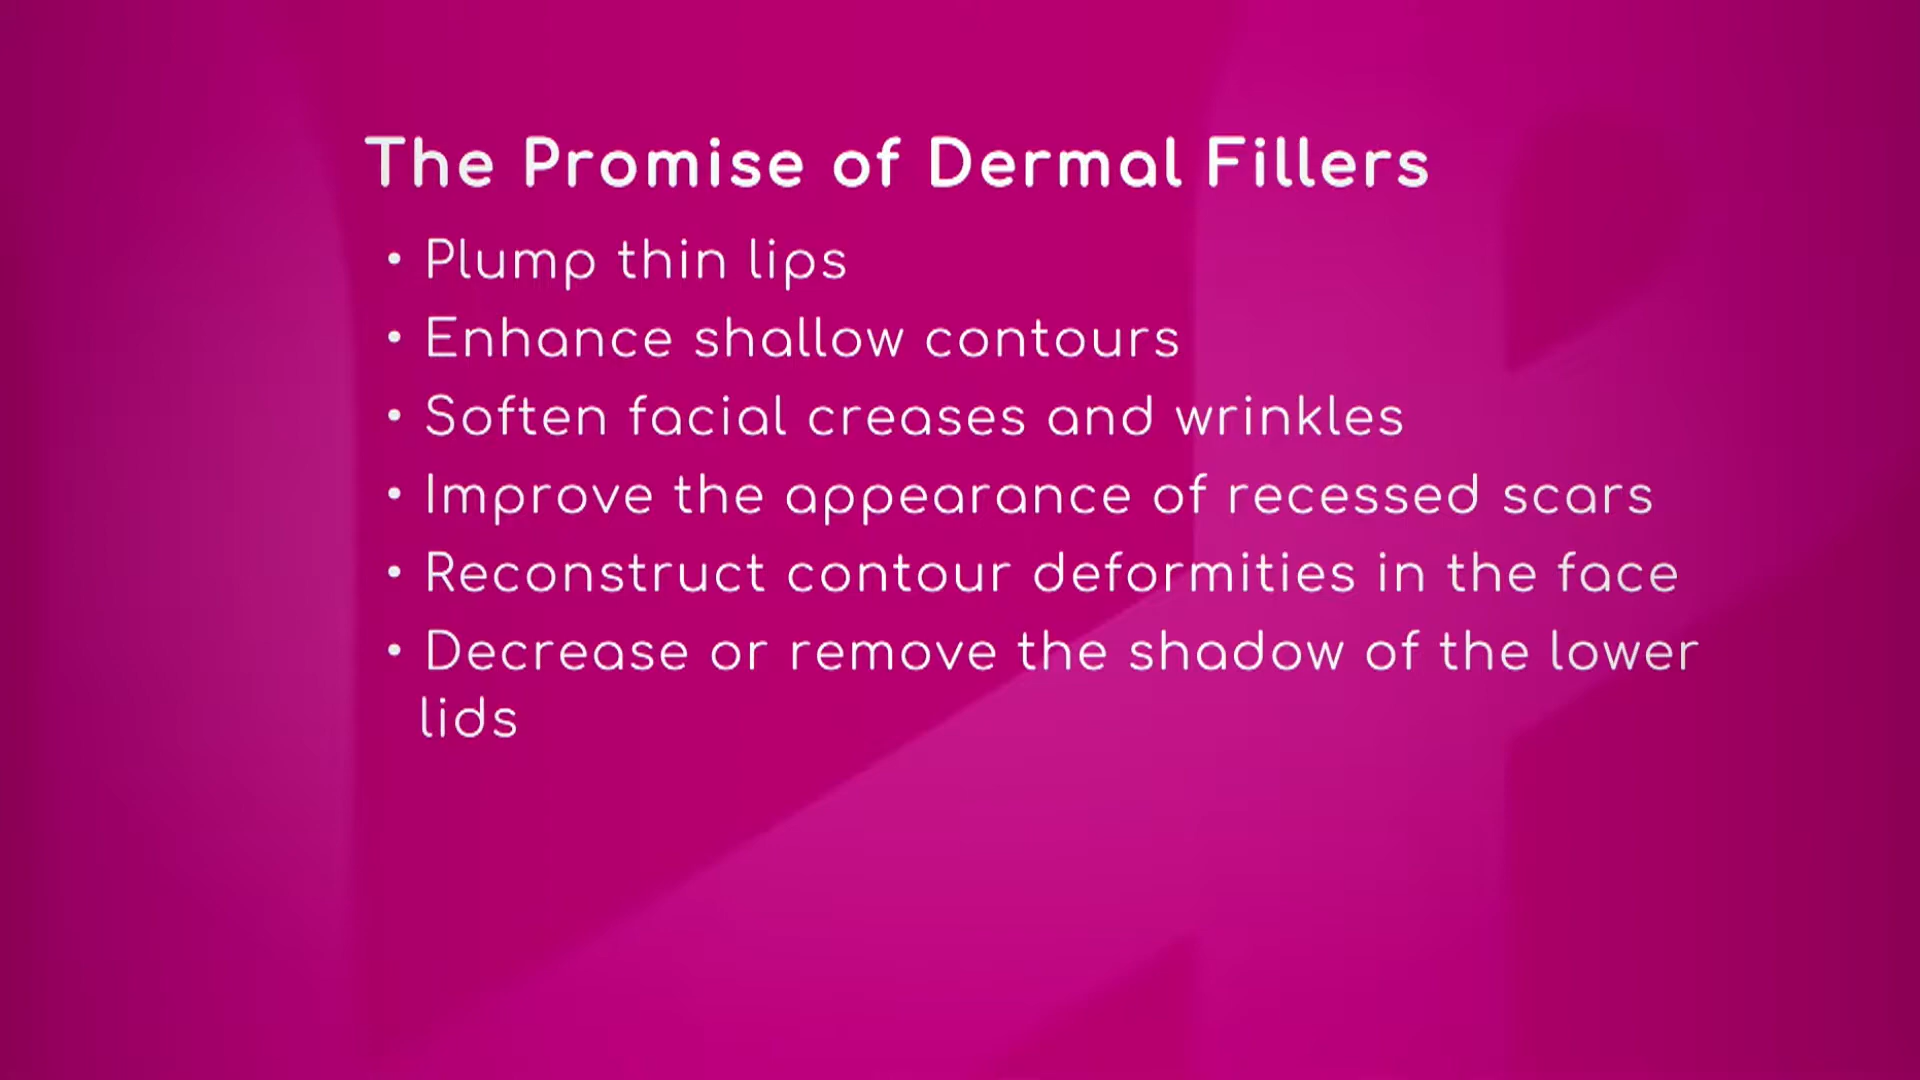 The Promise of Dermal Fillers
• Plump thin lips
• Enhance shallow contours
• Soften facial creases and wrinkles
• Improve the appearance of recessed scars
• Reconstruct contour deformities in the face
• Decrease or remove the shadow of the lower
lids